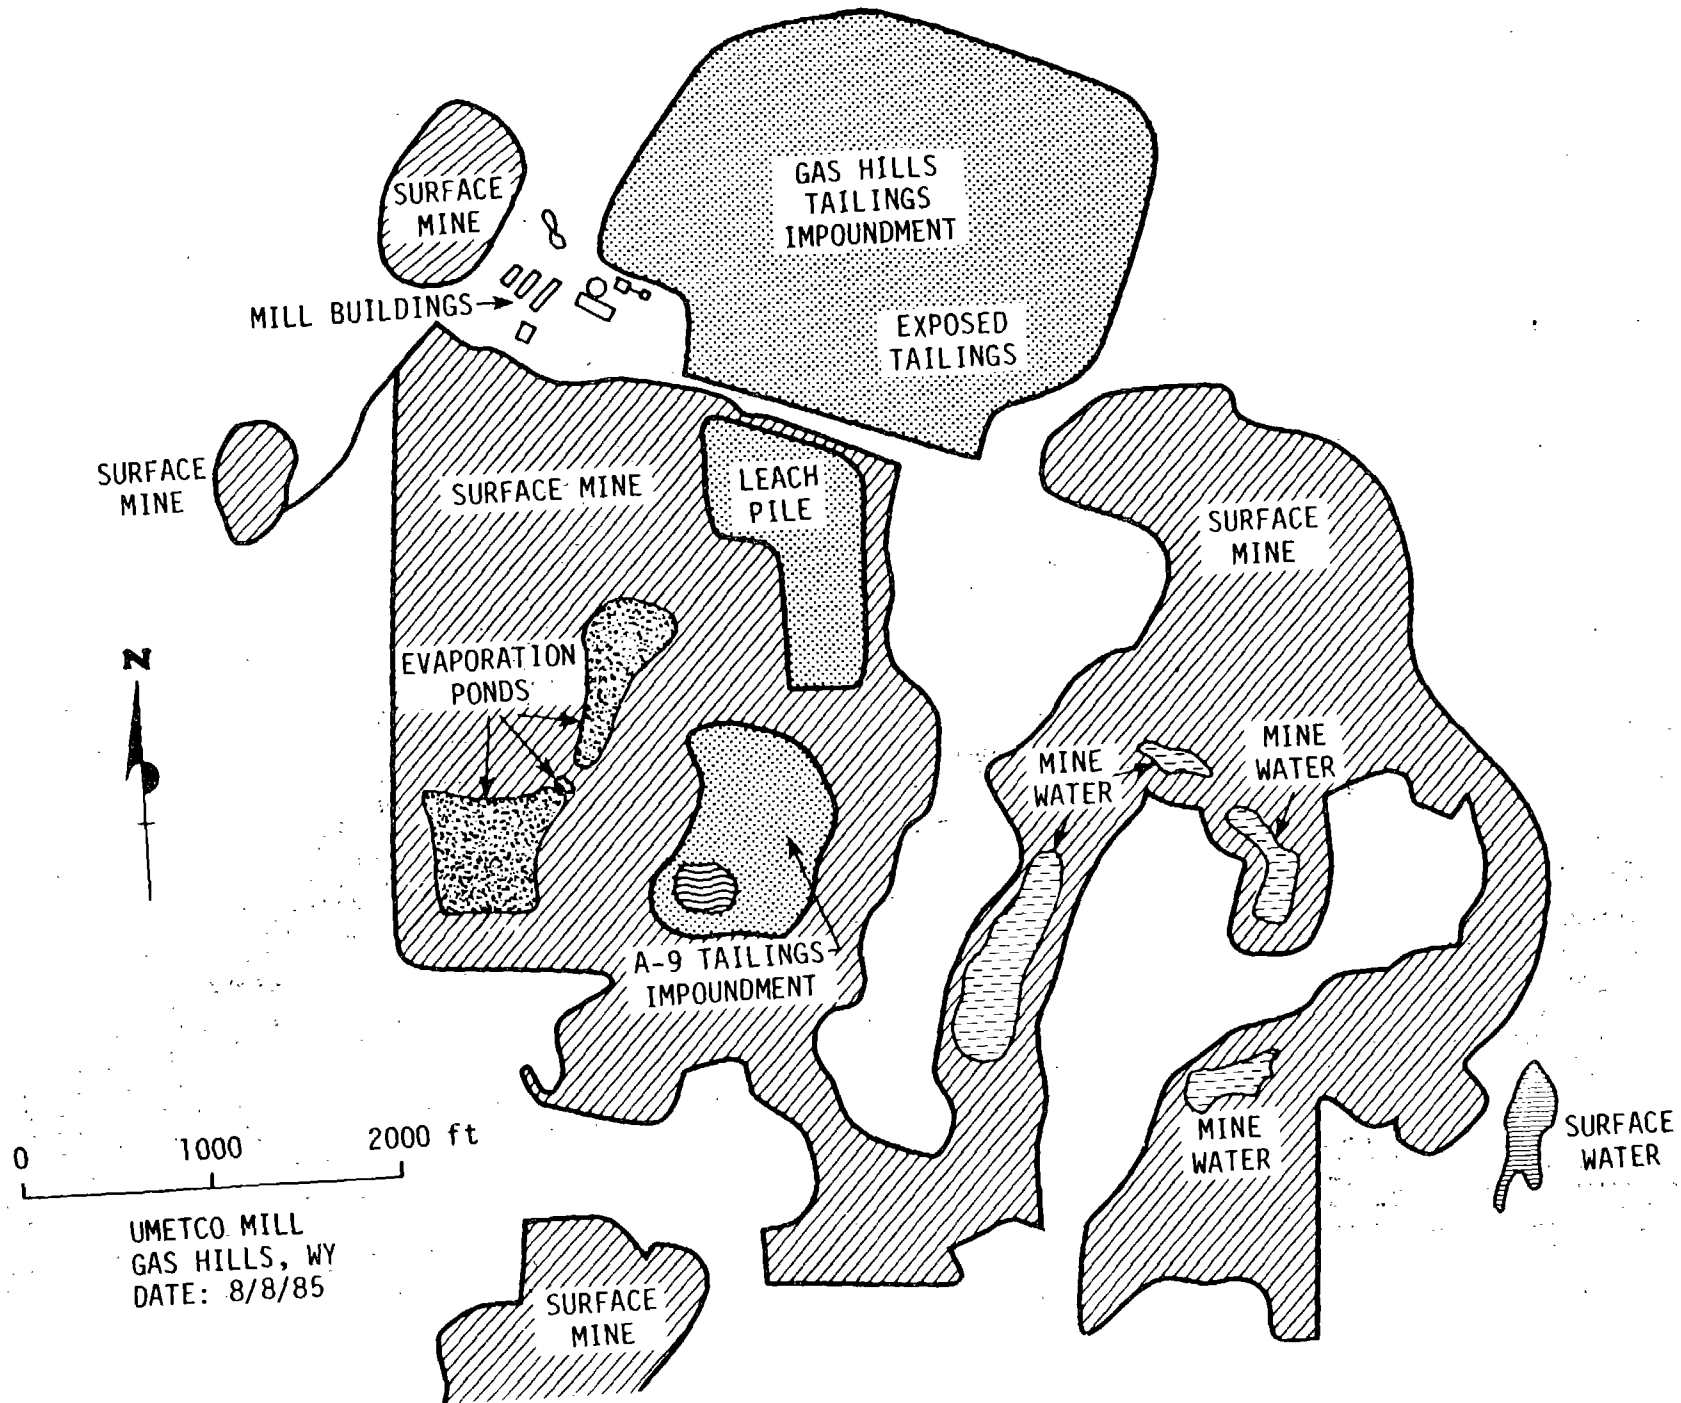 GAS HILLS
TAILINGS
IMPOUNDMENT
SURFACE
MINE
MILL BUILDINGS
EXPOSED
TAILINGS
SURFACE
MINE
SURFACE MINE
LEACH
PILE
SURFACE
MINE
N
EVAPORATION
PONDS
MINE
WATER
MINE
WATER
A-9 TAILINGS
IMPOUNDMENT
0 1000 2000 ft
MINE
WATER
SURFACE
WATER
UMETCO MILL
GAS HILLS, WY
DATE: 8/8/85
SURFACE
MINE